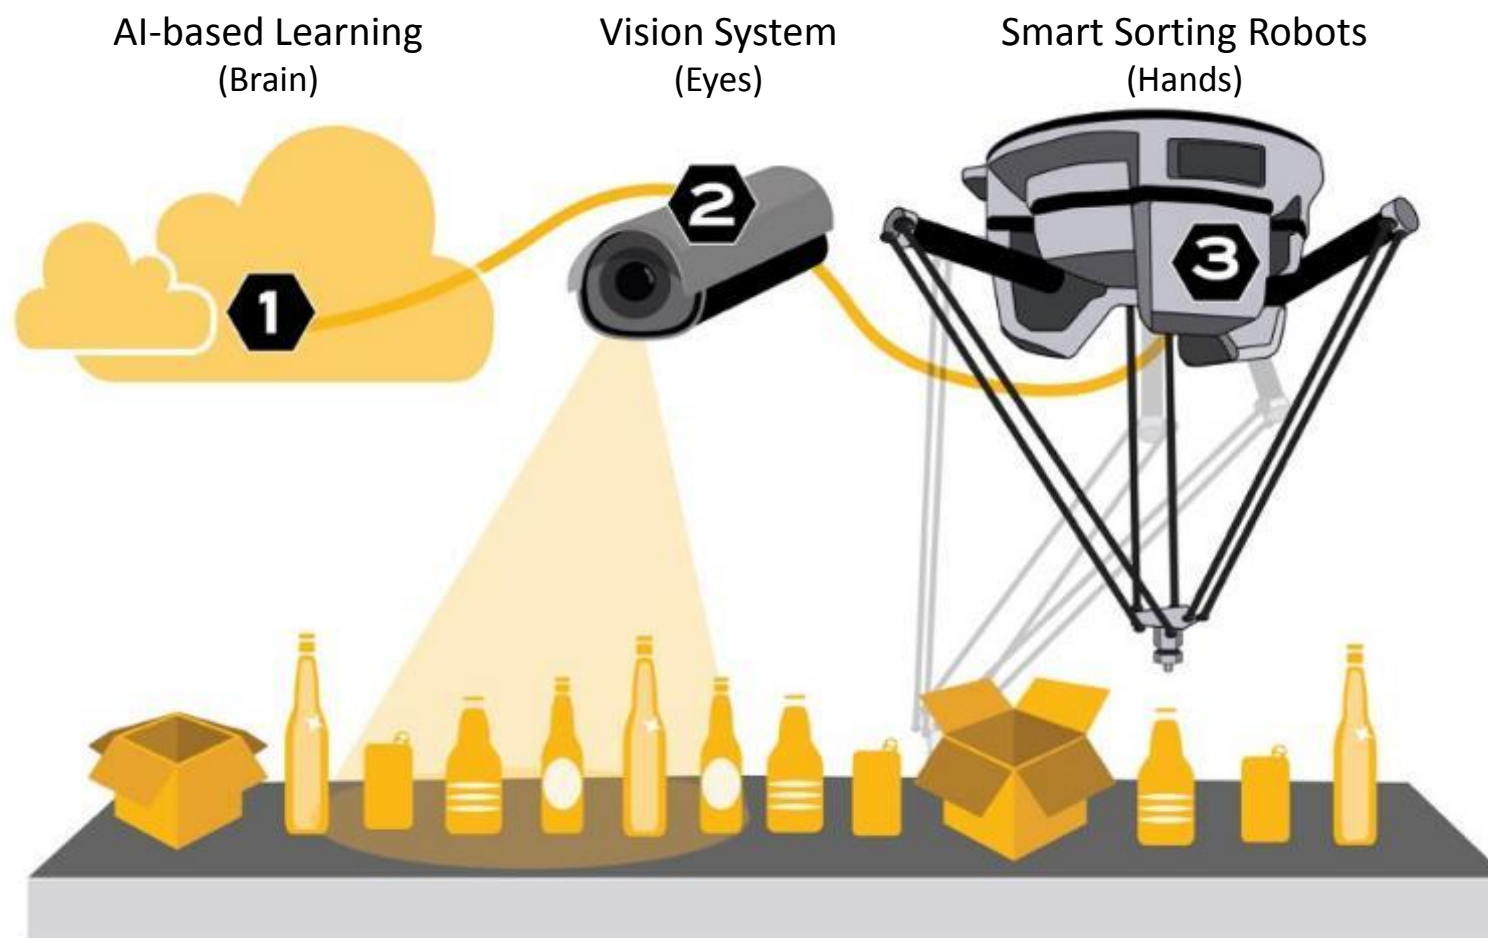 AI-based Learning
(Brain)
Vision System
(Eyes)
Smart Sorting Robots
(Hands)
1
2
3